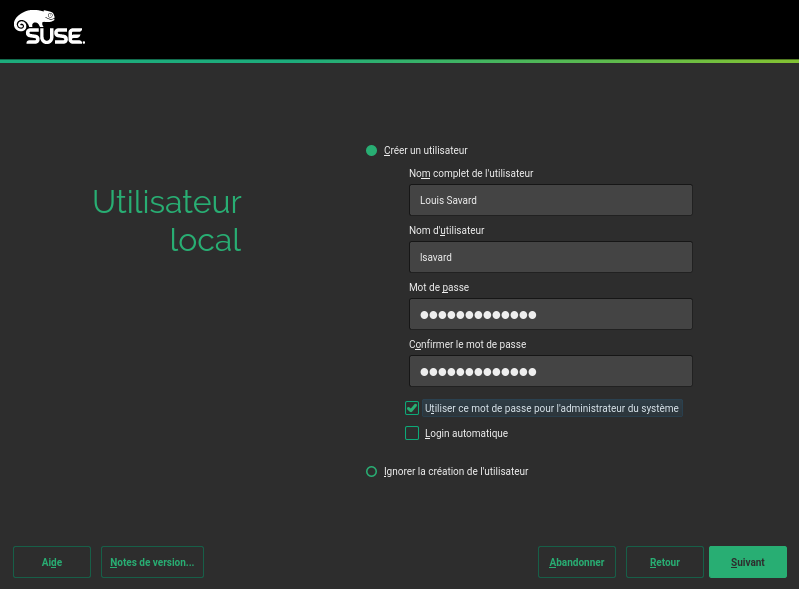 SUSE.
Utilisateur
local
Créer un utilisateur
Nom complet de l'utilisateur
Louis Savard
Nom d'utilisateur
lsavard
Mot de passe
●●●●●●●●●●●●●
Confirmer le mot de passe
●●●●●●●●●●●●●
Utiliser ce mot de passe pour l'administrateur du système
Login automatique
Ignorer la création de l'utilisateur
Aide
Notes de version...
Abandonner
Retour
Suivant